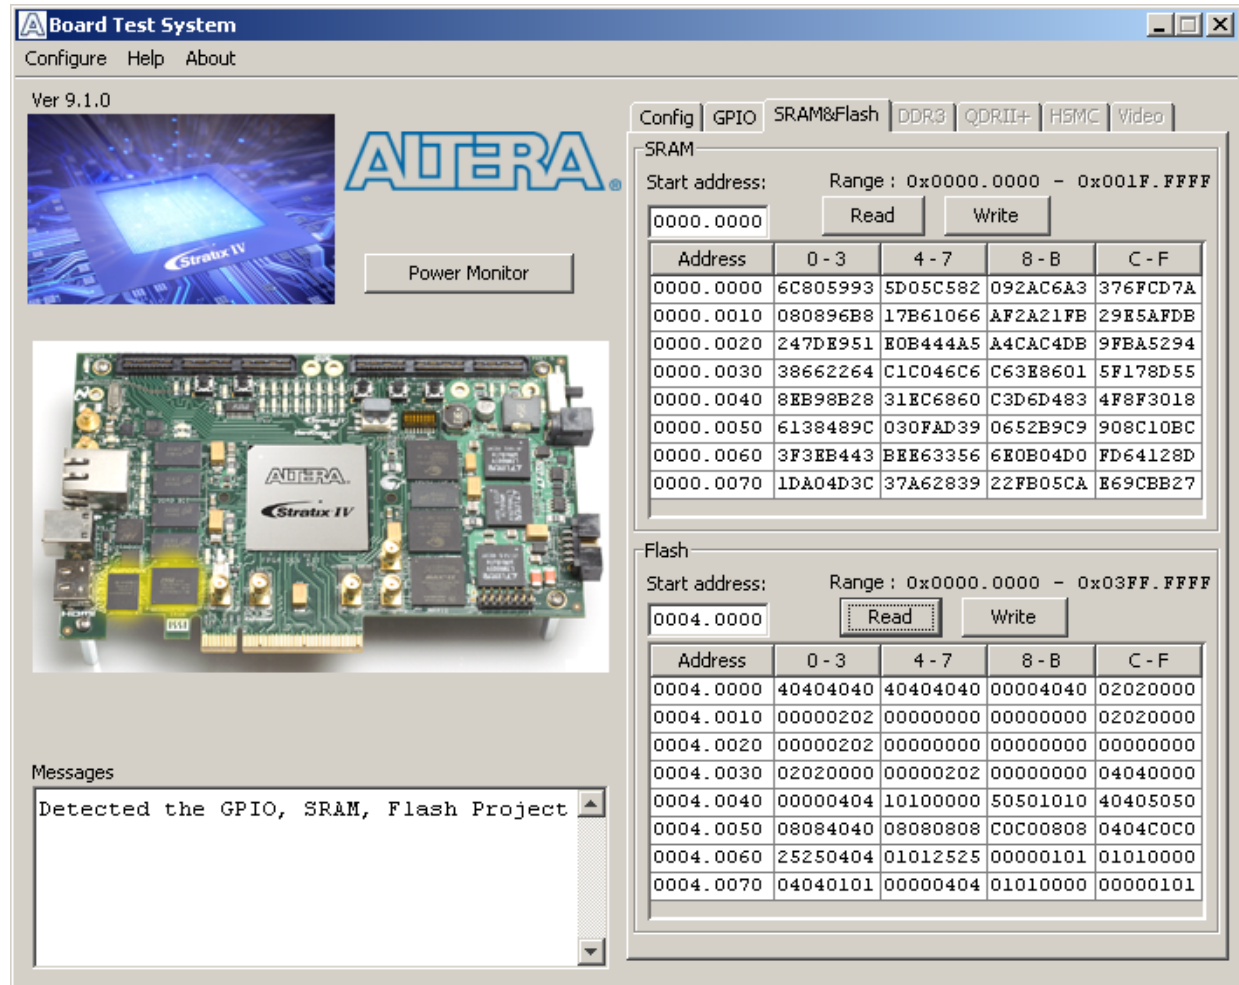 Board Test System
Configure Help About
Ver 9.1.0
Stratix IV
ALTERA®
Power Monitor
ALTERA
Stratix IV
Messages
Detected the GPIO, SRAM, Flash Project
Config GPIO SRAM&Flash DDR3 QDRII+ HSMC Video
SRAM
Start address: Range : 0x0000.0000 - 0x001F.FFFF
0000.0000 Read Write
Address 0 - 3 4 - 7 8 - B C - F
0000.0000 6C805993 5D05C582 092AC6A3 376FCD7A
0000.0010 080896B8 17B61066 AF2A21FB 29E5AFDB
0000.0020 247DE951 E0B444A5 A4CAC4DB 9FBA5294
0000.0030 38662264 C1C046C6 C63E8601 5F178D55
0000.0040 8EB98B28 31EC6860 C3D6D483 4F8F3018
0000.0050 6138489C 030FAD39 0652B9C9 908C10BC
0000.0060 3F3EB443 BEE63356 6E0B04D0 FD64128D
0000.0070 1DA04D3C 37A62839 22FB05CA E69CBB27
Flash
Start address: Range : 0x0000.0000 - 0x03FF.FFFF
0004.0000 Read Write
Address 0 - 3 4 - 7 8 - B C - F
0004.0000 40404040 40404040 00004040 02020000
0004.0010 00000202 00000000 00000000 02020000
0004.0020 00000202 00000000 00000000 00000000
0004.0030 02020000 00000202 00000000 04040000
0004.0040 00000404 10100000 50501010 40405050
0004.0050 08084040 08080808 C0C00808 0404C0C0
0004.0060 25250404 01012525 00000101 01010000
0004.0070 04040101 00000404 01010000 00000101